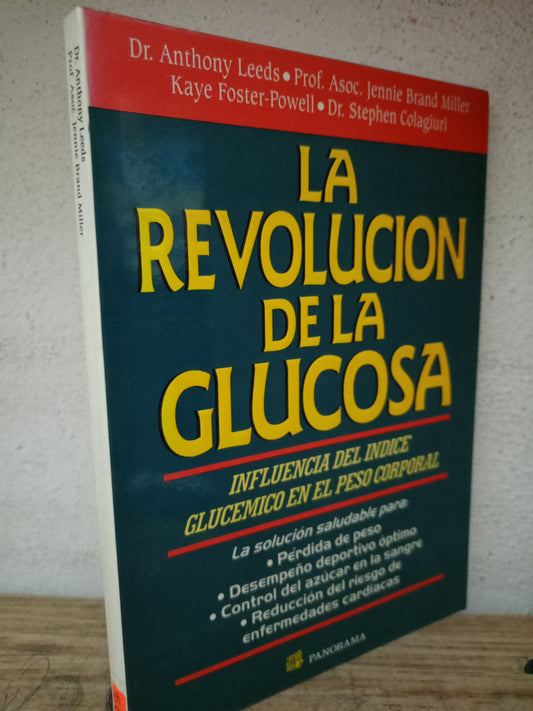 Dr. Anthony Leeds
Prof. Asoc. Jennie Brand Miller
Dr. Anthony Leeds • Prof. Asoc. Jennie Brand Miller
Kaye Foster-Powell • Dr. Stephen Colagiuri
LA
REVOLUCION
DE LA
GLUCOSA
INFLUENCIA DEL INDICE
GLUCEMICO EN EL PESO CORPORAL
La solución saludable para:
• Pérdida de peso
• Desempeño deportivo óptimo
• Control del azúcar en la sangre
• Reducción del riesgo de
enfermedades cardíacas
PANORAMA